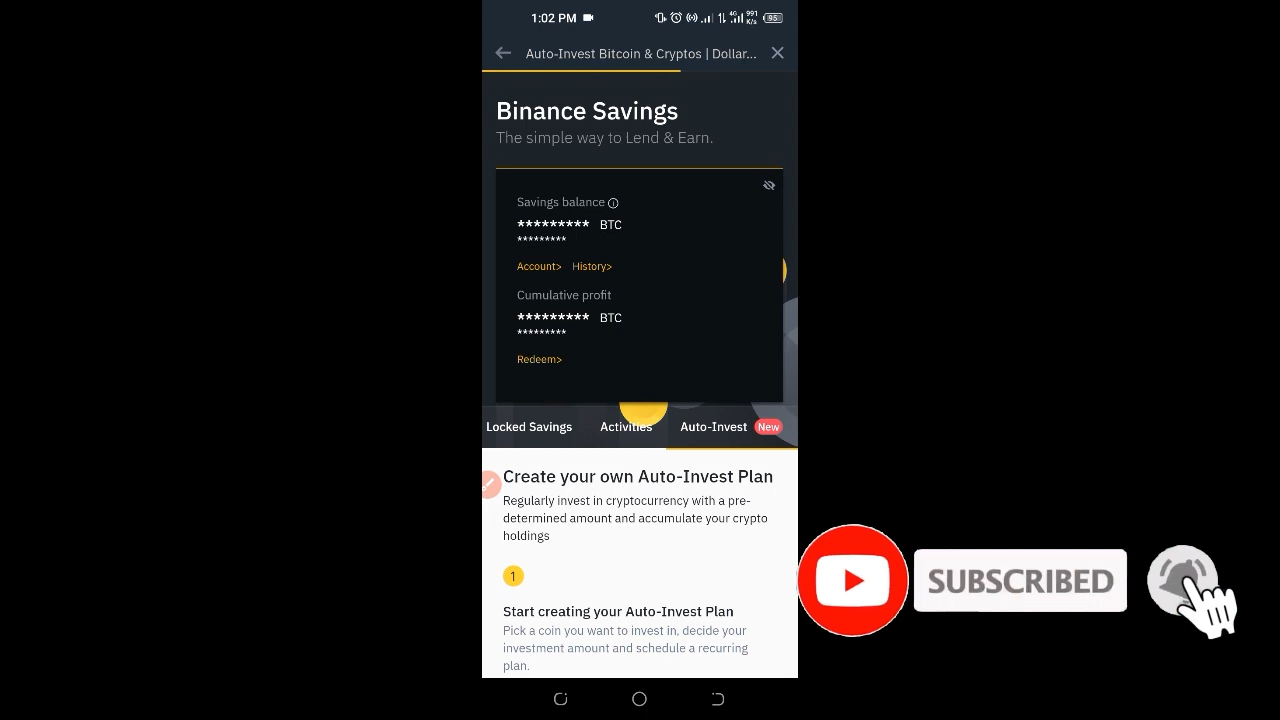 1:02 PM
4G 991 K/s 95
Auto-Invest Bitcoin & Cryptos | Dollar...
Binance Savings
The simple way to Lend & Earn.
Savings balance
********* BTC
*********
Account> History>
Cumulative profit
********* BTC
*********
Redeem>
Locked Savings Activities Auto-Invest New
Create your own Auto-Invest Plan
Regularly invest in cryptocurrency with a pre-
determined amount and accumulate your crypto
holdings
1
Start creating your Auto-Invest Plan
Pick a coin you want to invest in, decide your
investment amount and schedule a recurring
plan.
SUBSCRIBED